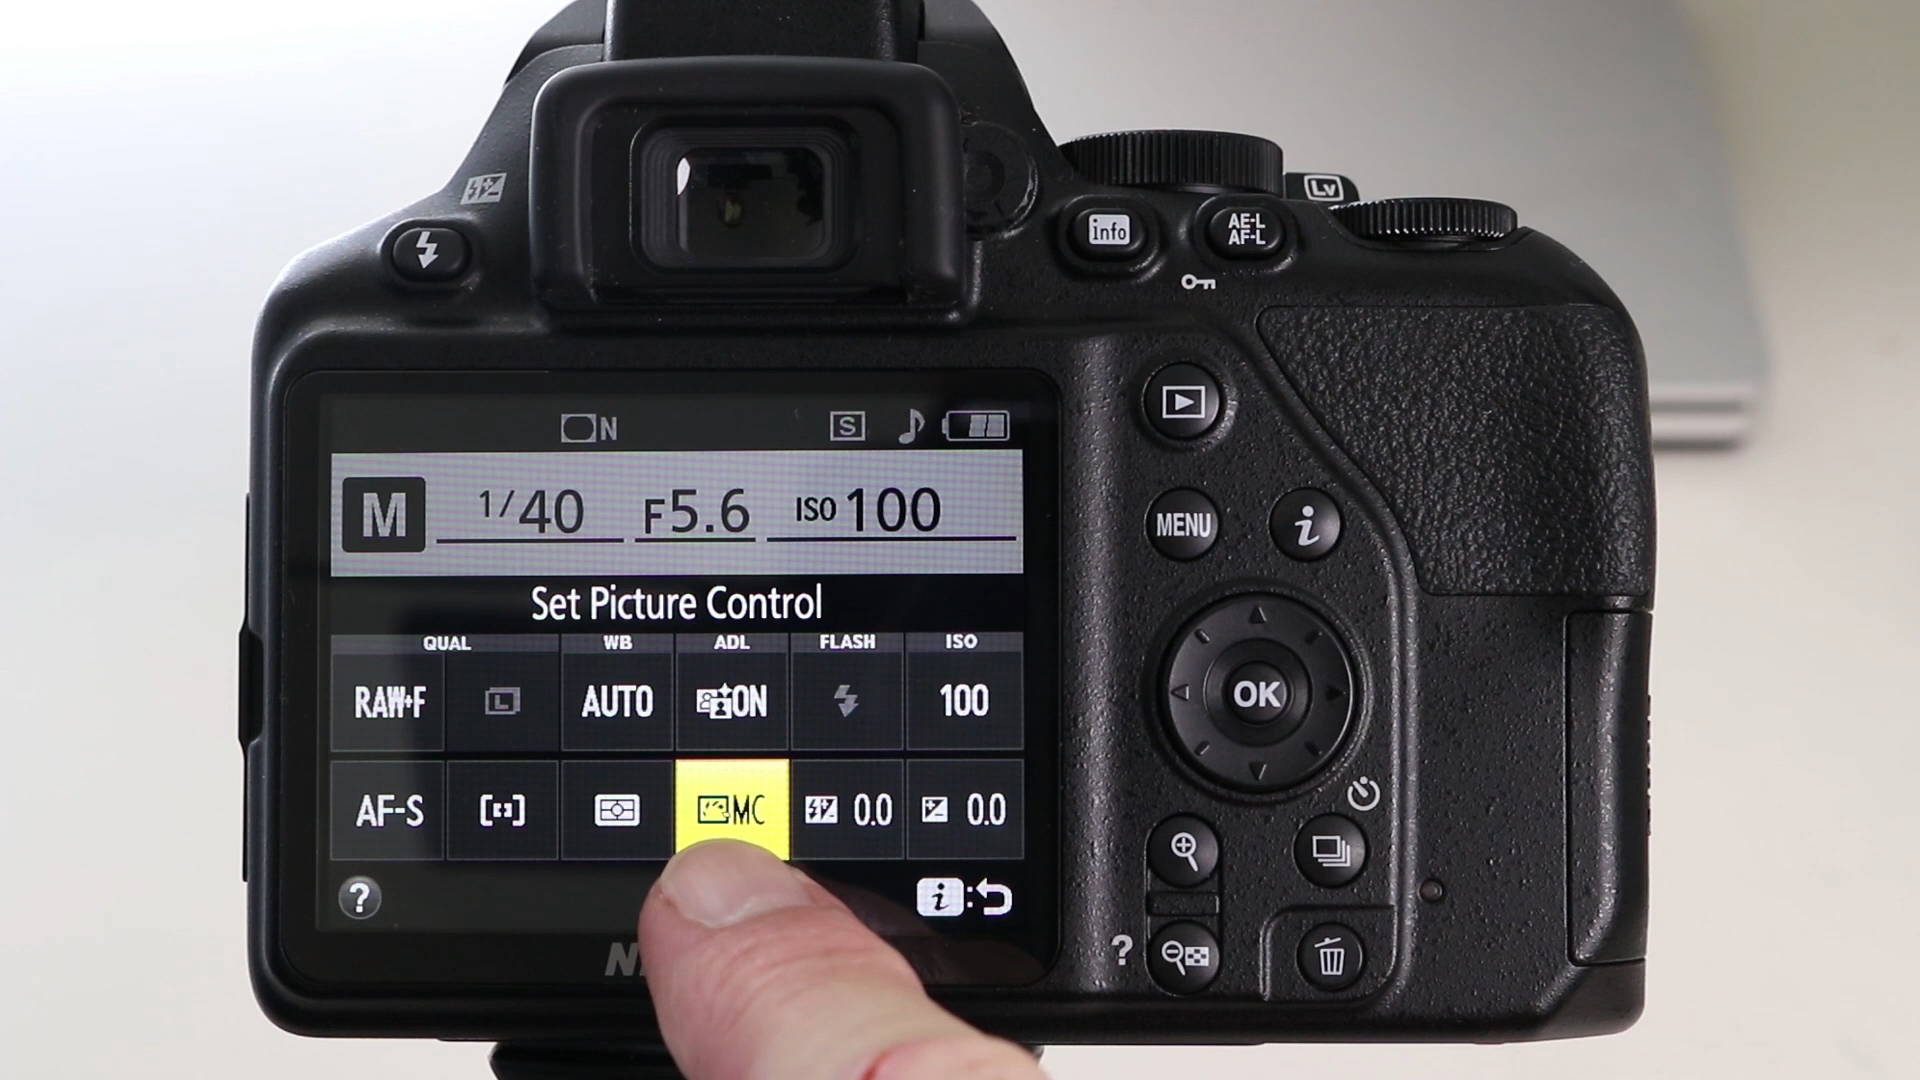 info
AE-L
AF-L
Lv
N
S
M 1/40 F5.6 ISO 100
Set Picture Control
QUAL WB ADL FLASH ISO
RAW+F L AUTO ON 100
AF-S MC 0.0 0.0
? i:
MENU i
OK
?